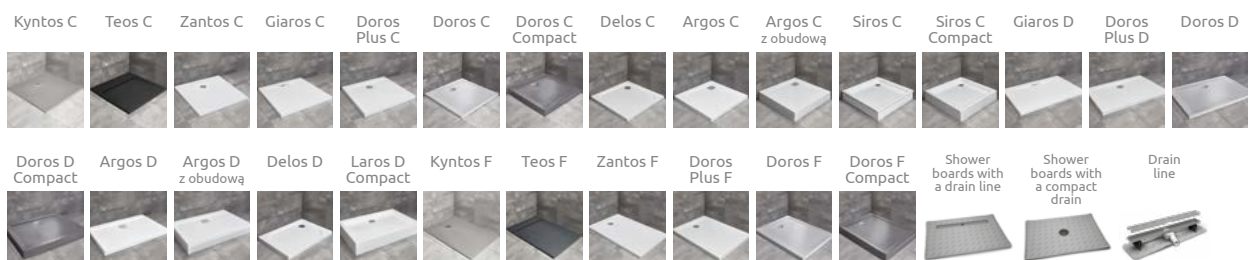 Kyntos C
Teos C
Zantos C
Giaros C
Doros
Plus C
Doros C
Doros C
Compact
Delos C
Argos C
Argos C
z obudową
Siros C
Siros C
Compact
Giaros D
Doros
Plus D
Doros D
Doros D
Compact
Argos D
Argos D
z obudową
Delos D
Laros D
Compact
Kyntos F
Teos F
Zantos F
Doros
Plus F
Doros F
Doros F
Compact
Shower
boards with
a drain line
Shower
boards with
a compact
drain
Drain
line